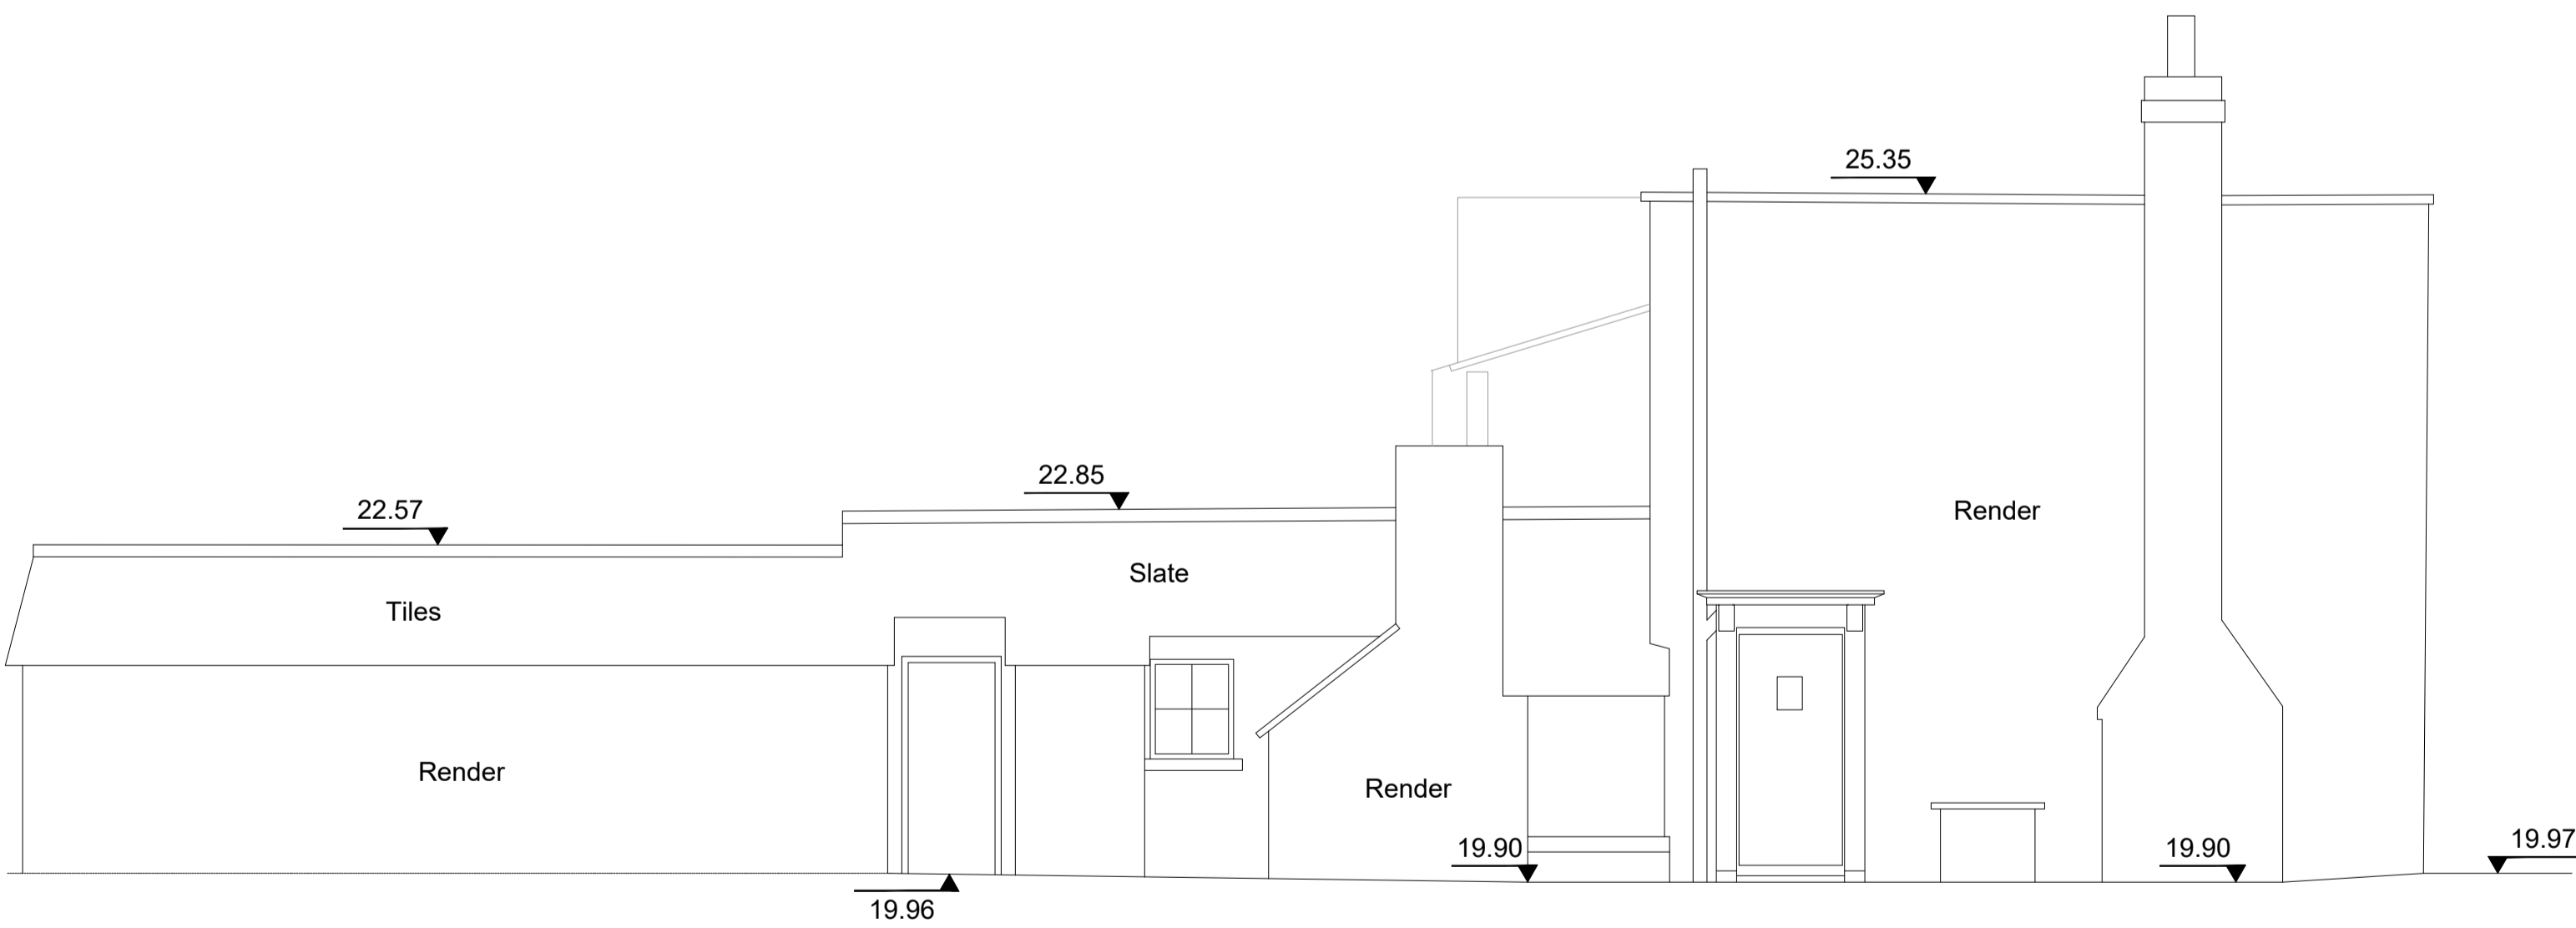 25.35
22.85
22.57
Render
Slate
Tiles
Render
Render
19.90
19.90
19.97
19.96